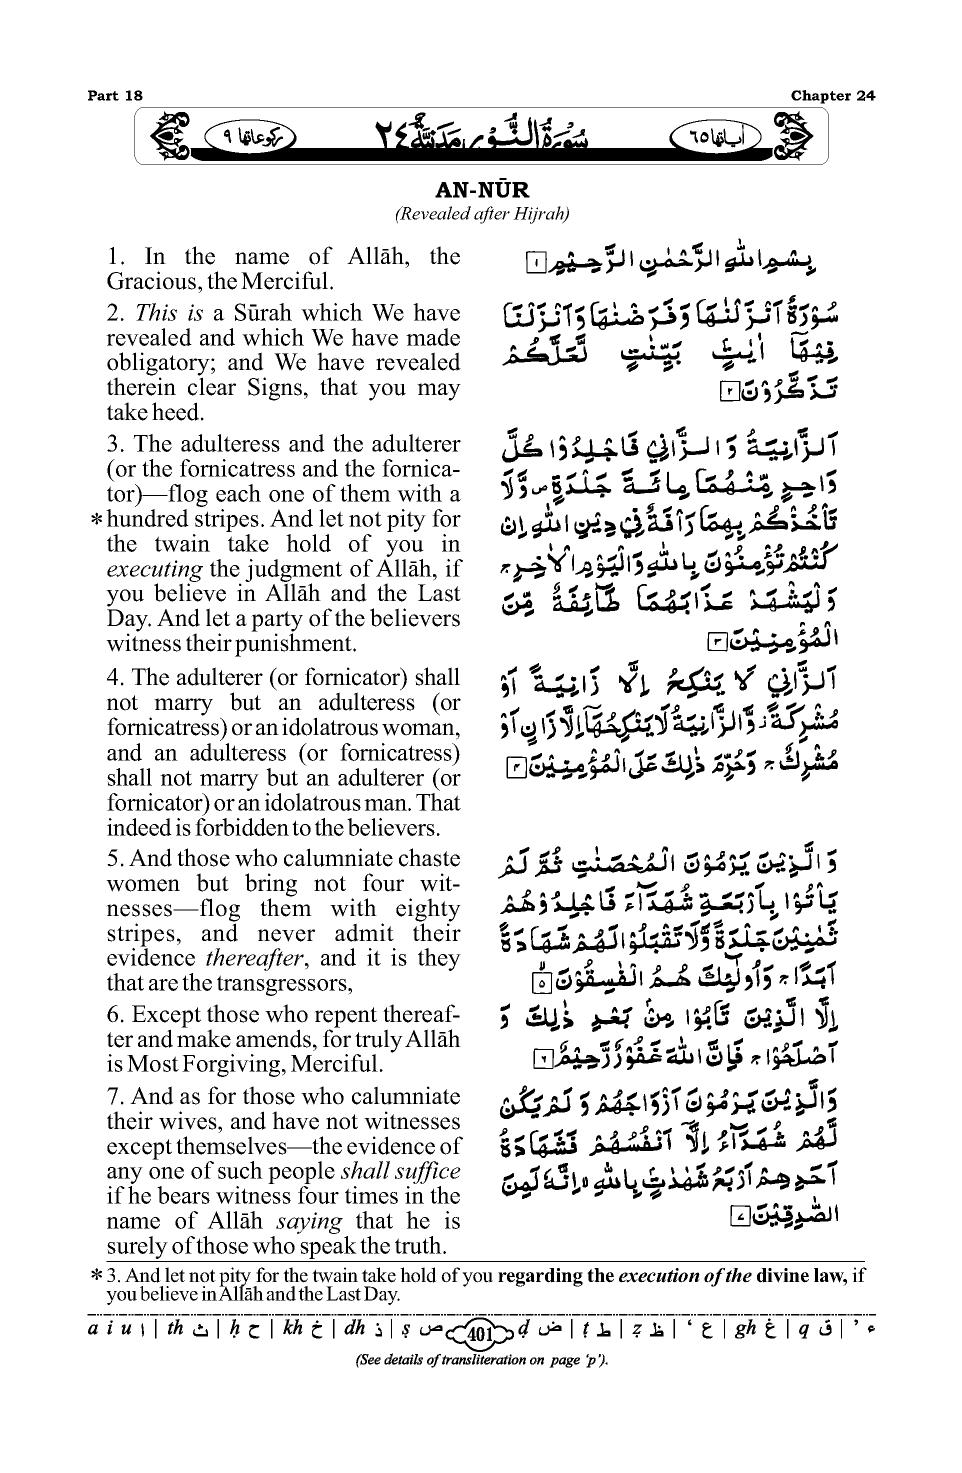 Part 18
Chapter 24
رکوعاتها ٩
سُوْرَةُ النُّوْرِ مَدَنِيَّةٌ ٢٤
اٰیاتها ٦٥
AN-NŪR
(Revealed after Hijrah)
1. In the name of Allāh, the
Gracious, the Merciful.
2. This is a Sūrah which We have
revealed and which We have made
obligatory; and We have revealed
therein clear Signs, that you may
take heed.
3. The adulteress and the adulterer
(or the fornicatress and the fornica-
tor)—flog each one of them with a
* hundred stripes. And let not pity for
the twain take hold of you in
executing the judgment of Allāh, if
you believe in Allāh and the Last
Day. And let a party of the believers
witness their punishment.
4. The adulterer (or fornicator) shall
not marry but an adulteress (or
fornicatress) or an idolatrous woman,
and an adulteress (or fornicatress)
shall not marry but an adulterer (or
fornicator) or an idolatrous man. That
indeed is forbidden to the believers.
5. And those who calumniate chaste
women but bring not four wit-
nesses—flog them with eighty
stripes, and never admit their
evidence thereafter, and it is they
that are the transgressors,
6. Except those who repent thereaf-
ter and make amends, for truly Allāh
is Most Forgiving, Merciful.
7. And as for those who calumniate
their wives, and have not witnesses
except themselves—the evidence of
any one of such people shall suffice
if he bears witness four times in the
name of Allāh saying that he is
surely of those who speak the truth.
بِسْمِ اللّٰهِ الرَّحْمٰنِ الرَّحِيْمِ ١
سُوْرَةٌ اَنْزَلْنٰهَا وَ فَرَضْنٰهَا وَ اَنْزَلْنَا
فِيْهَاۤ اٰيٰتٍۭ بَيِّنٰتٍ لَّعَلَّكُمْ
تَذَكَّرُوْنَ ٢
اَلزَّانِيَةُ وَ الزَّانِيْ فَاجْلِدُوْا كُلَّ
وَاحِدٍ مِّنْهُمَا مِائَةَ جَلْدَةٍ ۪ وَّ لَا
تَاْخُذْكُمْ بِهِمَا رَاْفَةٌ فِيْ دِيْنِ اللّٰهِ اِنْ
كُنْتُمْ تُؤْمِنُوْنَ بِاللّٰهِ وَ الْيَوْمِ الْاٰخِرِ ۚ
وَ لْيَشْهَدْ عَذَابَهُمَا طَآئِفَةٌ مِّنَ
الْمُؤْمِنِيْنَ ٣
اَلزَّانِيْ لَا يَنْكِحُ اِلَّا زَانِيَةً اَوْ
مُشْرِكَةً ۫ وَّ الزَّانِيَةُ لَا يَنْكِحُهَاۤ اِلَّا زَانٍ اَوْ
مُشْرِكٌ ۚ وَ حُرِّمَ ذٰلِكَ عَلَى الْمُؤْمِنِيْنَ ٤
وَ الَّذِيْنَ يَرْمُوْنَ الْمُحْصَنٰتِ ثُمَّ لَمْ
يَاْتُوْا بِاَرْبَعَةِ شُهَدَآءَ فَاجْلِدُوْهُمْ
ثَمٰنِيْنَ جَلْدَةً وَّ لَا تَقْبَلُوْا لَهُمْ شَهَادَةً
اَبَدًا ۚ وَ اُولٰٓئِكَ هُمُ الْفٰسِقُوْنَ ٥
اِلَّا الَّذِيْنَ تَابُوْا مِنْۢ بَعْدِ ذٰلِكَ وَ
اَصْلَحُوْا ۚ فَاِنَّ اللّٰهَ غَفُوْرٌ رَّحِيْمٌ ٦
وَ الَّذِيْنَ يَرْمُوْنَ اَزْوَاجَهُمْ وَ لَمْ يَكُنْ
لَّهُمْ شُهَدَآءُ اِلَّاۤ اَنْفُسُهُمْ فَشَهَادَةُ
اَحَدِهِمْ اَرْبَعُ شَهٰدٰتٍۭ بِاللّٰهِ ۙ اِنَّهٗ لَمِنَ
الصّٰدِقِيْنَ ٧
* 3. And let not pity for the twain take hold of you regarding the execution of the divine law, if
you believe in Allāh and the Last Day.
a i u ا | th ث | ḥ ح | kh خ | dh ذ | ṣ ص 401 ḍ ض | ṭ ط | ẓ ظ | ‘ ع | gh غ | q ق | ’ ء
(See details of transliteration on page ‘p’).